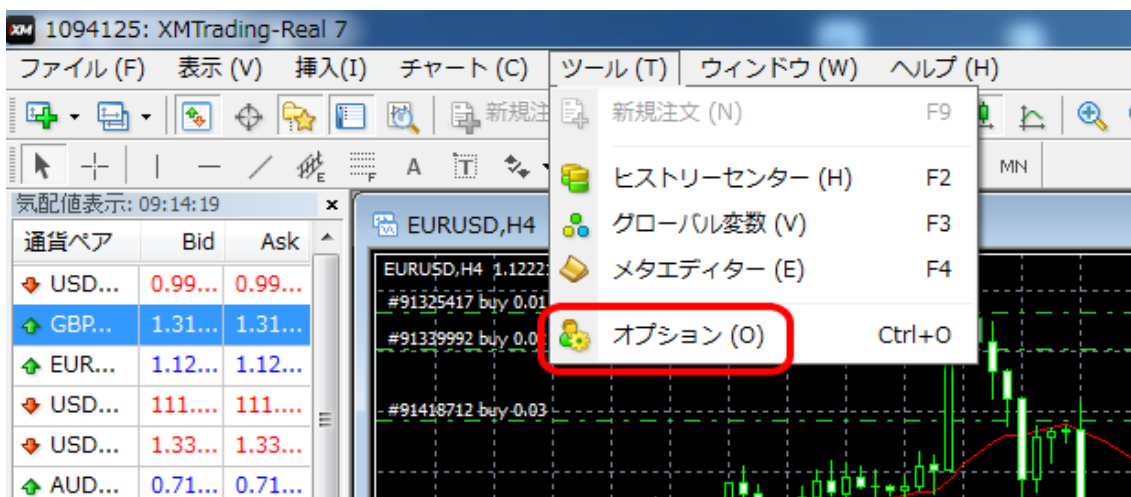 XM 1094125: XMTrading-Real 7
ファイル (F) 表示 (V) 挿入(I) チャート (C) ツール (T) ウィンドウ (W) ヘルプ (H)
新規注
新規注文 (N) F9
E F A T MN
ヒストリーセンター (H) F2
気配値表示: 09:14:19
グローバル変数 (V) F3
EURUSD,H4
通貨ペア Bid Ask
メタエディター (E) F4
EURUSD,H4 1.1222
USD... 0.99... 0.99...
#91325417 buy 0.01
GBP... 1.31... 1.31...
オプション (O) Ctrl+O
#91339992 buy 0.0
EUR... 1.12... 1.12...
USD... 111.... 111....
#91418712 buy 0.03
USD... 1.33... 1.33...
AUD... 0.71... 0.71...